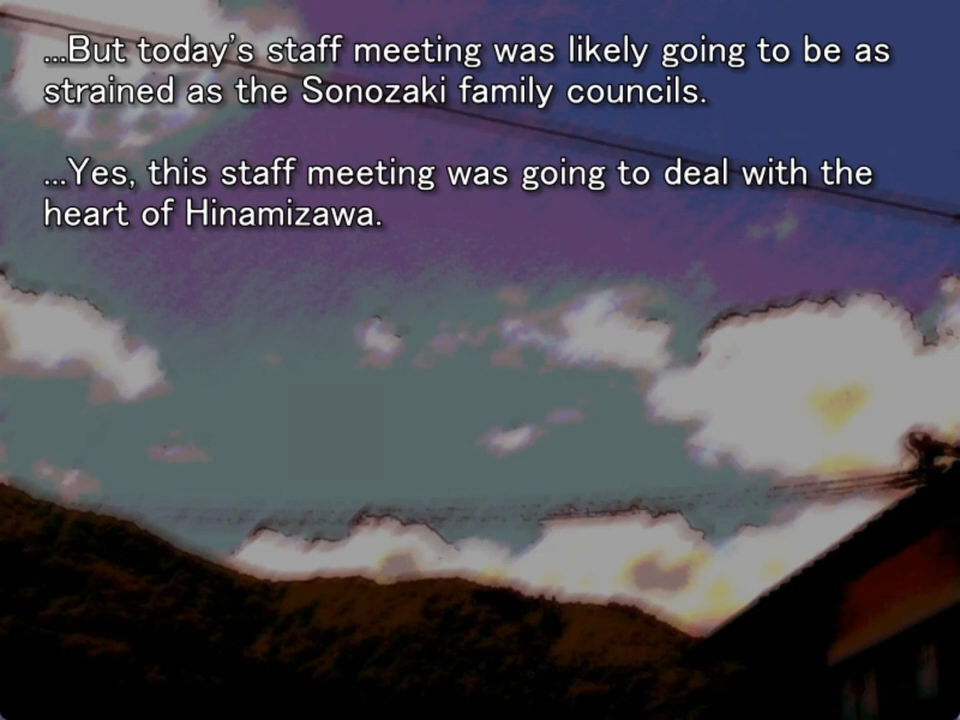 ...But today's staff meeting was likely going to be as
strained as the Sonozaki family councils.
...Yes, this staff meeting was going to deal with the
heart of Hinamizawa.